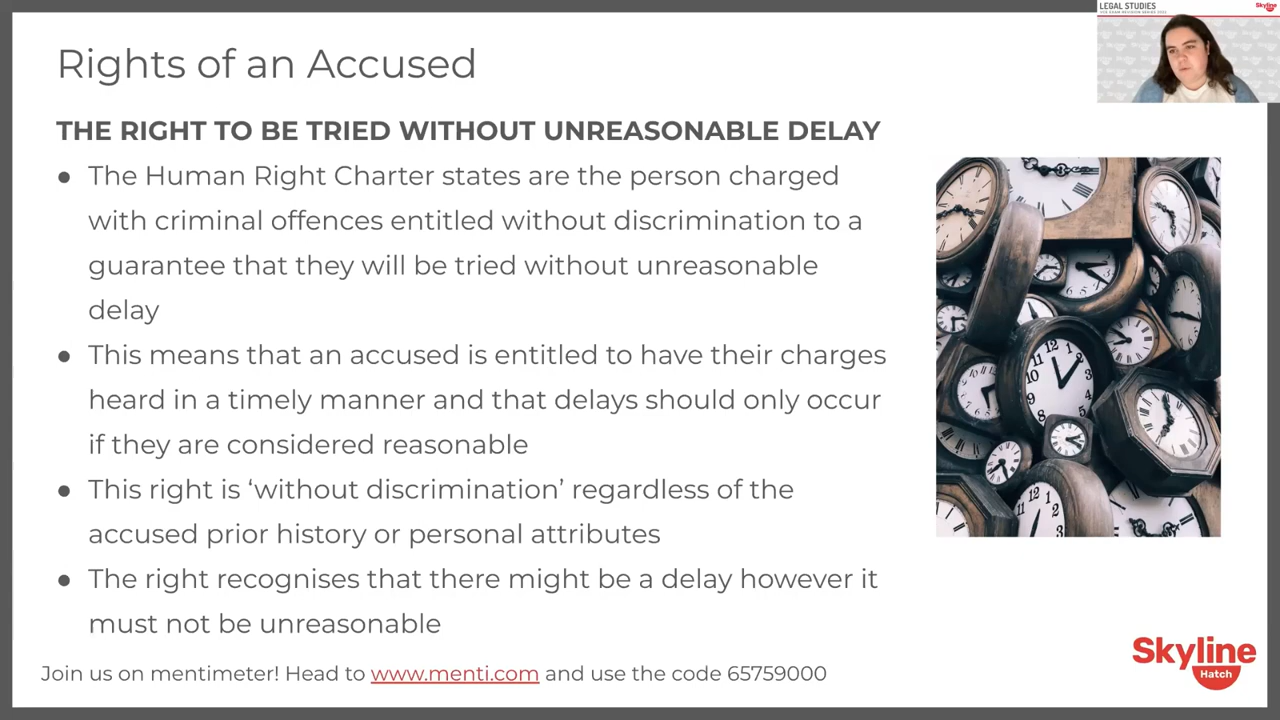 LEGAL STUDIES
Skyline
Rights of an Accused
THE RIGHT TO BE TRIED WITHOUT UNREASONABLE DELAY
● The Human Right Charter states are the person charged
with criminal offences entitled without discrimination to a
guarantee that they will be tried without unreasonable
delay
● This means that an accused is entitled to have their charges
heard in a timely manner and that delays should only occur
if they are considered reasonable
● This right is ‘without discrimination’ regardless of the
accused prior history or personal attributes
● The right recognises that there might be a delay however it
must not be unreasonable
Join us on mentimeter! Head to www.menti.com and use the code 65759000
Skyline
Hatch